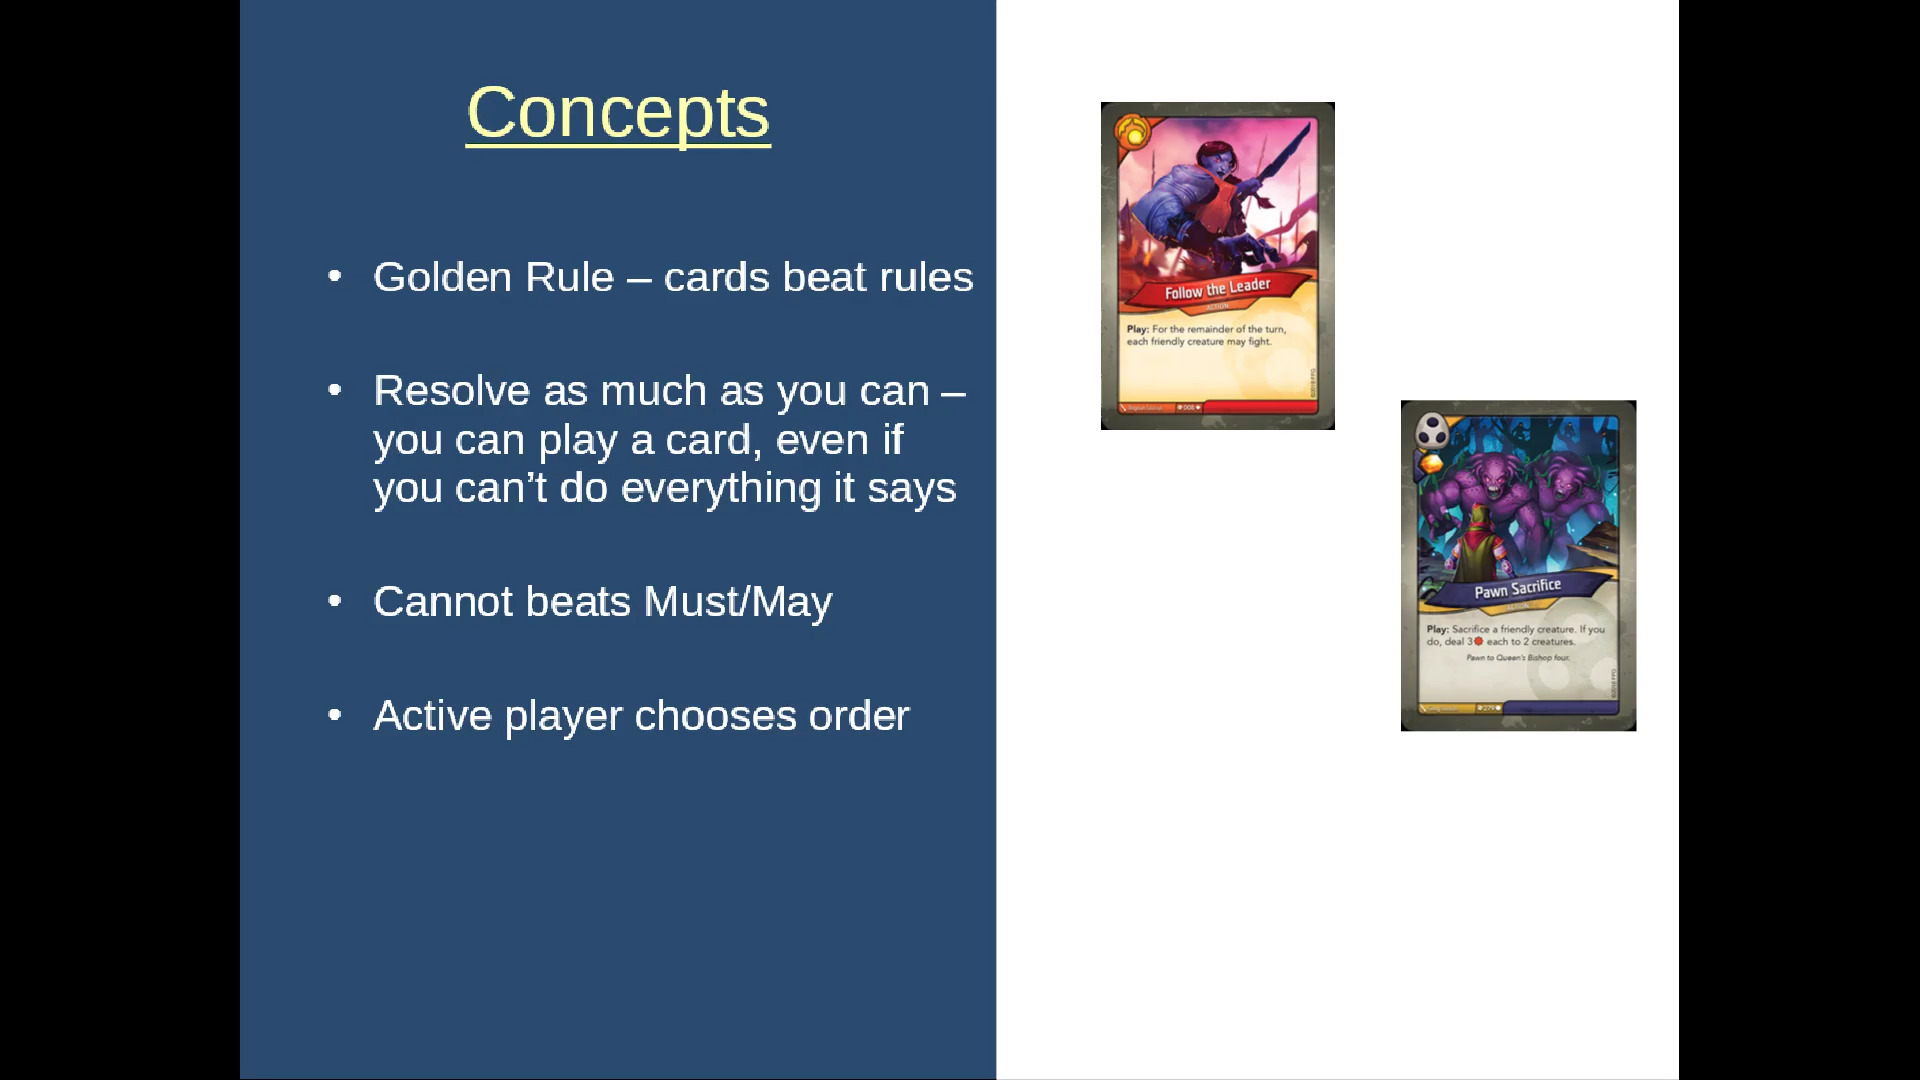 Concepts
• Golden Rule – cards beat rules
• Resolve as much as you can –
you can play a card, even if
you can’t do everything it says
• Cannot beats Must/May
• Active player chooses order
Follow the Leader
ACTION
Play: For the remainder of the turn,
each friendly creature may fight.
Pawn Sacrifice
ACTION
Play: Sacrifice a friendly creature. If you
do, deal 3 each to 2 creatures.
Pawn to Queen's Bishop four.